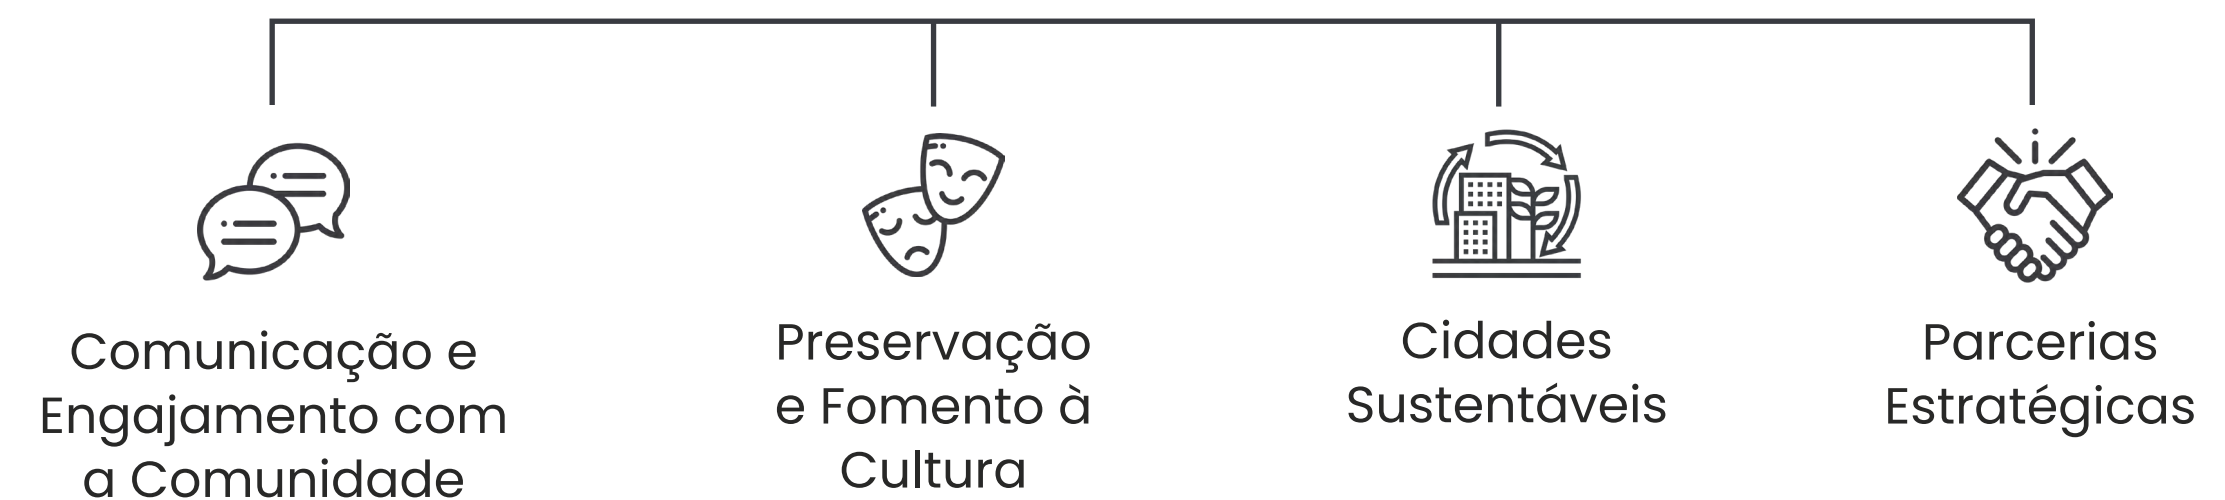 Comunicação e
Engajamento com
a Comunidade
Preservação
e Fomento à
Cultura
Cidades
Sustentáveis
Parcerias
Estratégicas